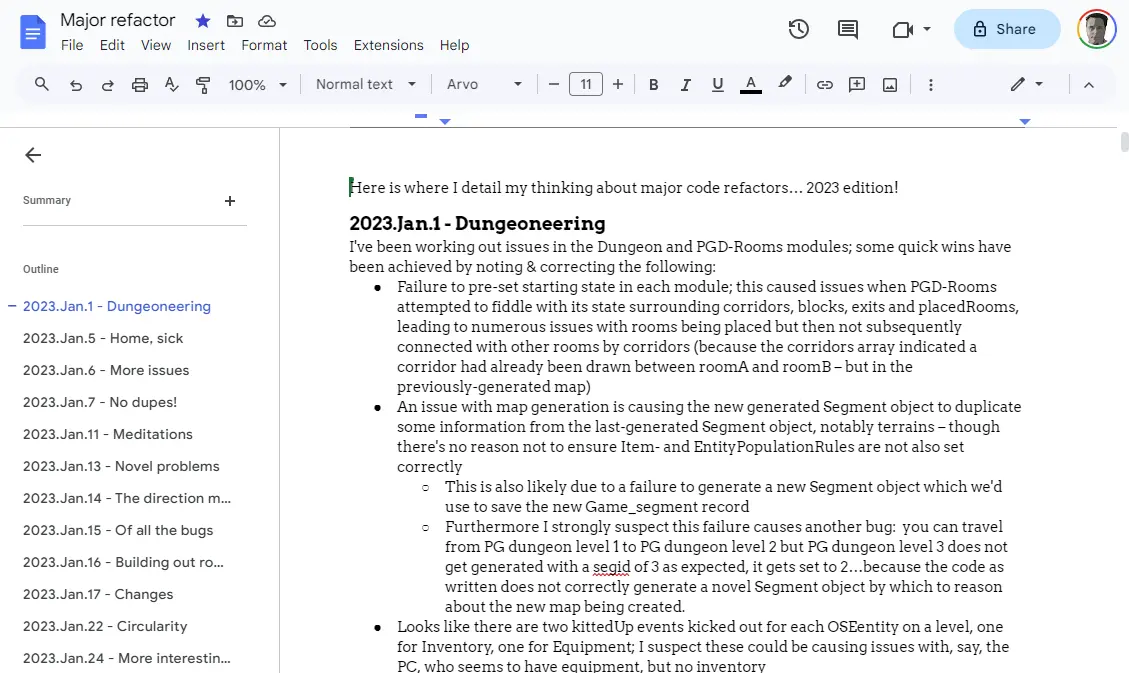 Major refactor
File Edit View Insert Format Tools Extensions Help
Share
100% Normal text Arvo 11 B I U A
Summary
Outline
2023.Jan.1 - Dungeoneering
2023.Jan.5 - Home, sick
2023.Jan.6 - More issues
2023.Jan.7 - No dupes!
2023.Jan.11 - Meditations
2023.Jan.13 - Novel problems
2023.Jan.14 - The direction m...
2023.Jan.15 - Of all the bugs
2023.Jan.16 - Building out ro...
2023.Jan.17 - Changes
2023.Jan.22 - Circularity
2023.Jan.24 - More interestin...
Here is where I detail my thinking about major code refactors… 2023 edition!
2023.Jan.1 - Dungeoneering
I've been working out issues in the Dungeon and PGD-Rooms modules; some quick wins have
been achieved by noting & correcting the following:
● Failure to pre-set starting state in each module; this caused issues when PGD-Rooms
attempted to fiddle with its state surrounding corridors, blocks, exits and placedRooms,
leading to numerous issues with rooms being placed but then not subsequently
connected with other rooms by corridors (because the corridors array indicated a
corridor had already been drawn between roomA and roomB – but in the
previously-generated map)
● An issue with map generation is causing the new generated Segment object to duplicate
some information from the last-generated Segment object, notably terrains – though
there's no reason not to ensure Item- and EntityPopulationRules are not also set
correctly
○ This is also likely due to a failure to generate a new Segment object which we'd
use to save the new Game_segment record
○ Furthermore I strongly suspect this failure causes another bug:  you can travel
from PG dungeon level 1 to PG dungeon level 2 but PG dungeon level 3 does not
get generated with a segid of 3 as expected, it gets set to 2…because the code as
written does not correctly generate a novel Segment object by which to reason
about the new map being created.
● Looks like there are two kittedUp events kicked out for each OSEentity on a level, one
for Inventory, one for Equipment; I suspect these could be causing issues with, say, the
PC, who seems to have equipment, but no inventory